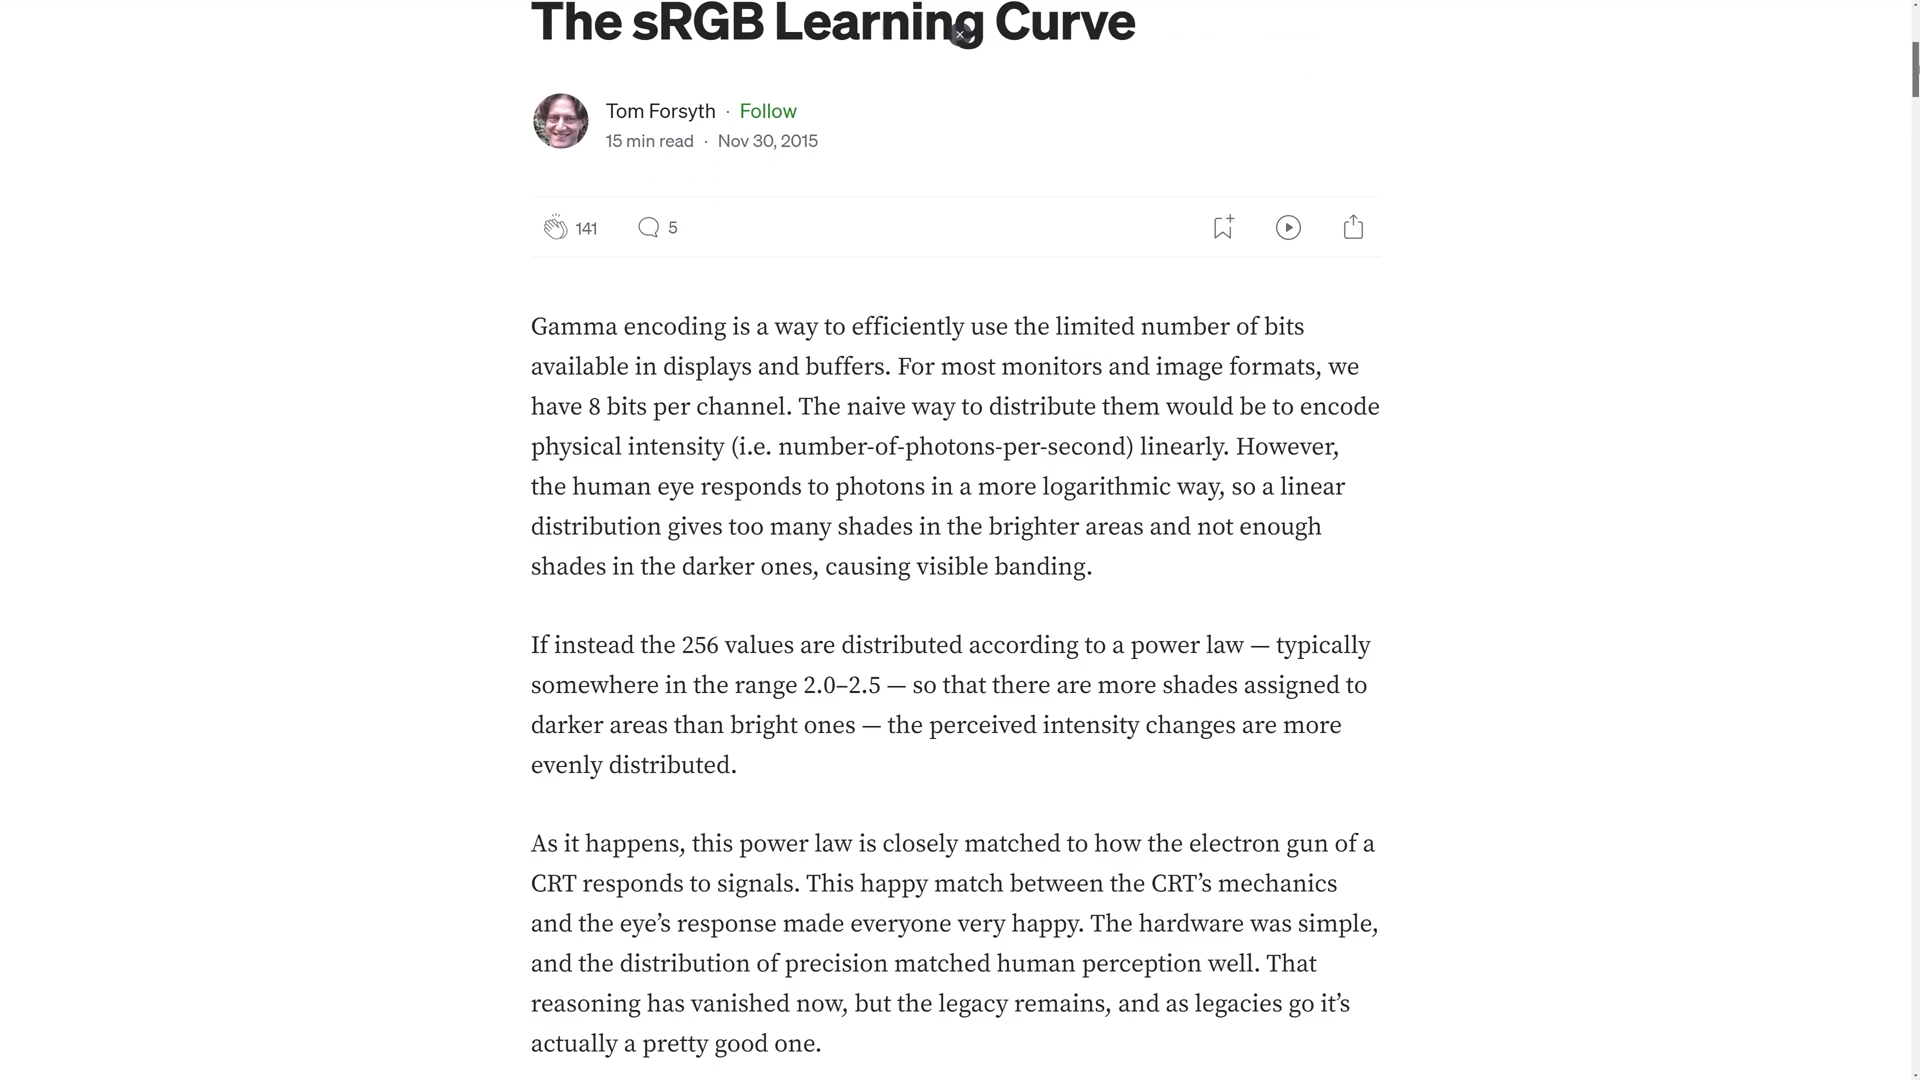 The sRGB Learning Curve
Tom Forsyth · Follow
15 min read · Nov 30, 2015
141 5
Gamma encoding is a way to efficiently use the limited number of bits
available in displays and buffers. For most monitors and image formats, we
have 8 bits per channel. The naive way to distribute them would be to encode
physical intensity (i.e. number-of-photons-per-second) linearly. However,
the human eye responds to photons in a more logarithmic way, so a linear
distribution gives too many shades in the brighter areas and not enough
shades in the darker ones, causing visible banding.
If instead the 256 values are distributed according to a power law — typically
somewhere in the range 2.0–2.5 — so that there are more shades assigned to
darker areas than bright ones — the perceived intensity changes are more
evenly distributed.
As it happens, this power law is closely matched to how the electron gun of a
CRT responds to signals. This happy match between the CRT’s mechanics
and the eye’s response made everyone very happy. The hardware was simple,
and the distribution of precision matched human perception well. That
reasoning has vanished now, but the legacy remains, and as legacies go it’s
actually a pretty good one.